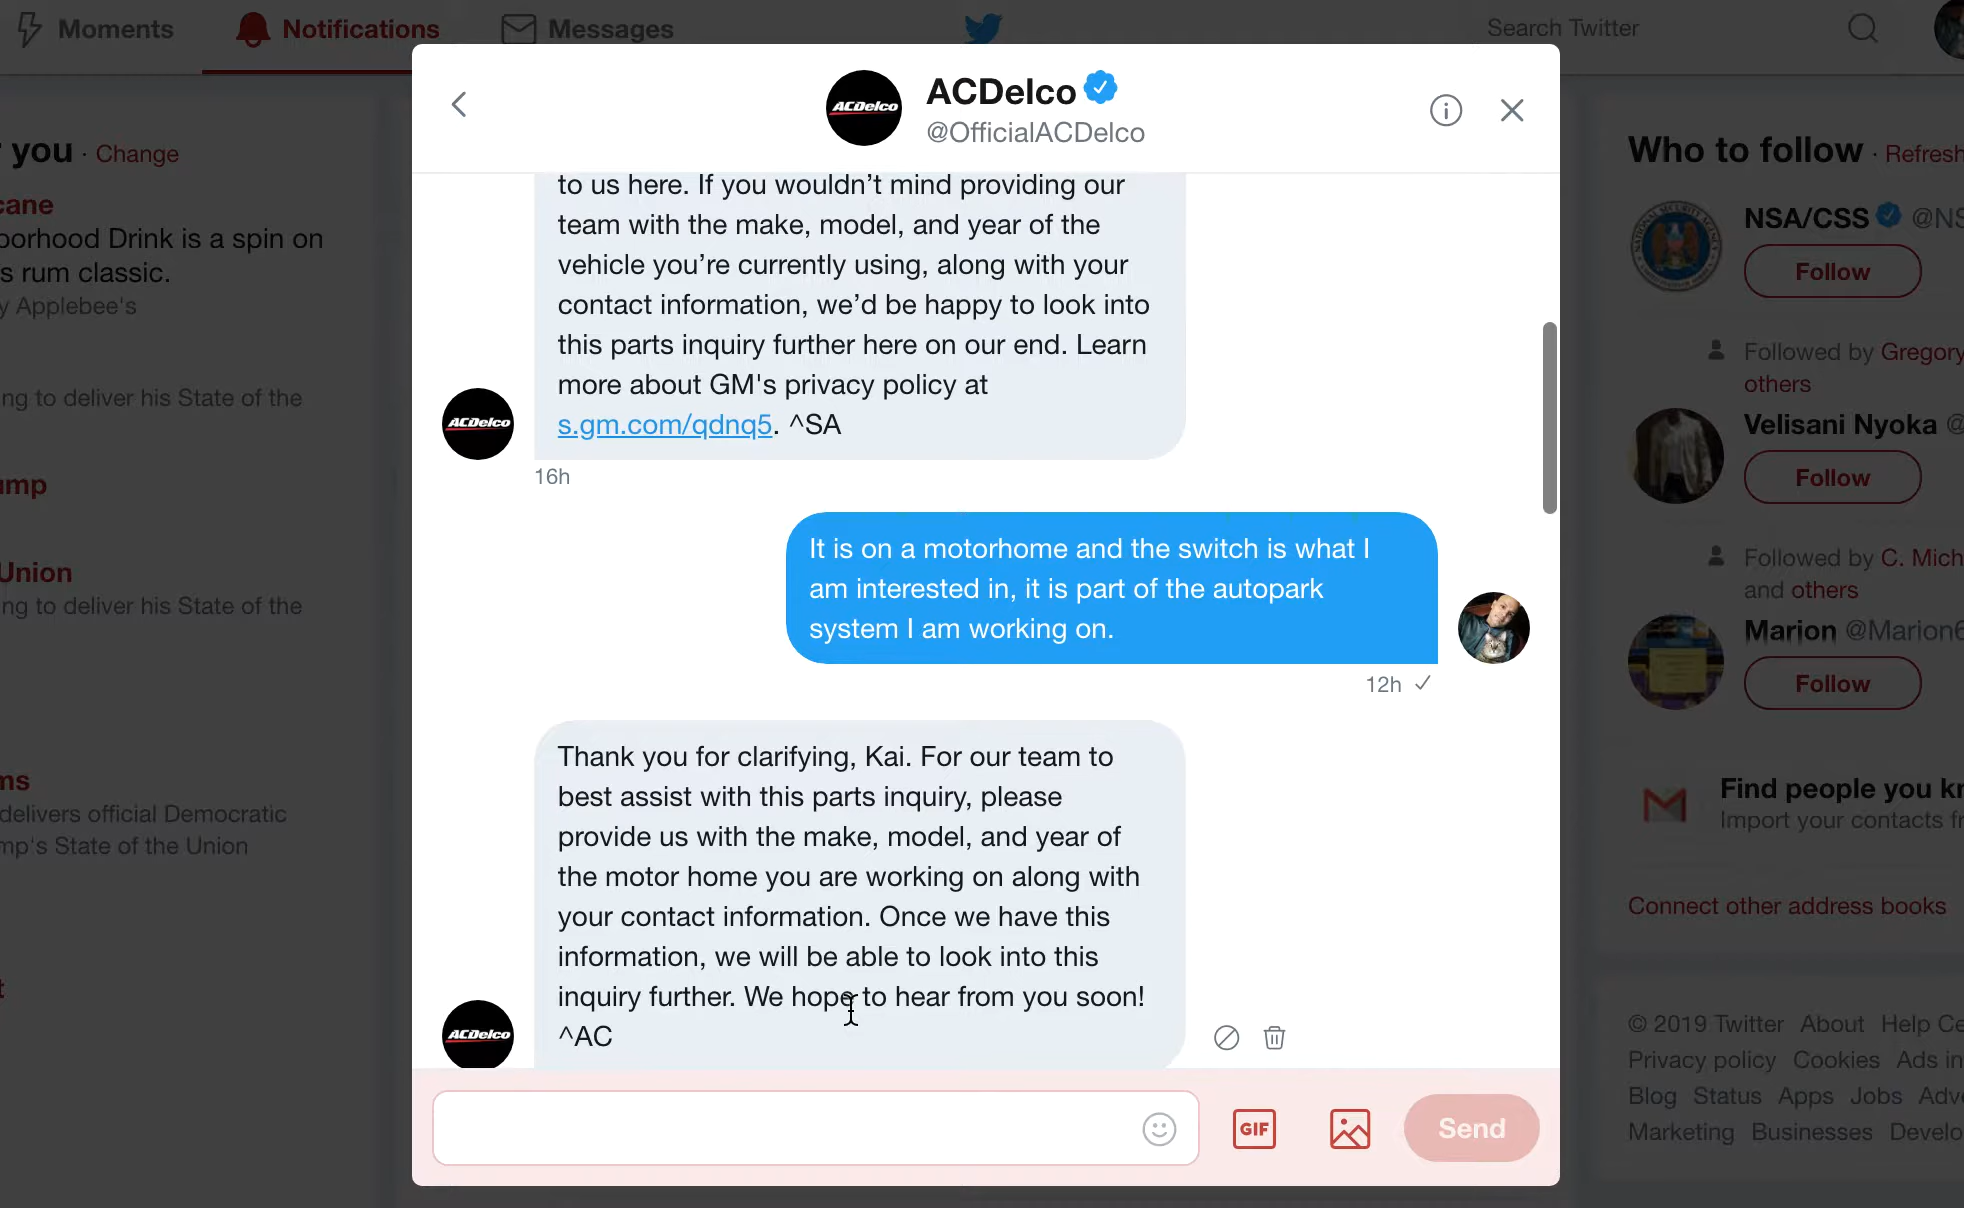 Moments
Notifications
Messages
Search Twitter
you · Change
cane
borhood Drink is a spin on
s rum classic.
Applebee's
ng to deliver his State of the
ump
Union
ng to deliver his State of the
ms
delivers official Democratic
mp's State of the Union
ACDelco
ACDelco
@OfficialACDelco
to us here. If you wouldn’t mind providing our
team with the make, model, and year of the
vehicle you’re currently using, along with your
contact information, we’d be happy to look into
this parts inquiry further here on our end. Learn
more about GM's privacy policy at
s.gm.com/qdnq5. ^SA
ACDelco
16h
It is on a motorhome and the switch is what I
am interested in, it is part of the autopark
system I am working on.
12h
Thank you for clarifying, Kai. For our team to
best assist with this parts inquiry, please
provide us with the make, model, and year of
the motor home you are working on along with
your contact information. Once we have this
information, we will be able to look into this
inquiry further. We hope to hear from you soon!
^AC
ACDelco
GIF
Send
Who to follow · Refresh
NSA/CSS @NS
Follow
Followed by Gregory
others
Velisani Nyoka @
Follow
Followed by C. Mich
and others
Marion @Marion6
Follow
Find people you kn
Import your contacts fr
Connect other address books
© 2019 Twitter About Help Ce
Privacy policy Cookies Ads in
Blog Status Apps Jobs Adve
Marketing Businesses Develo